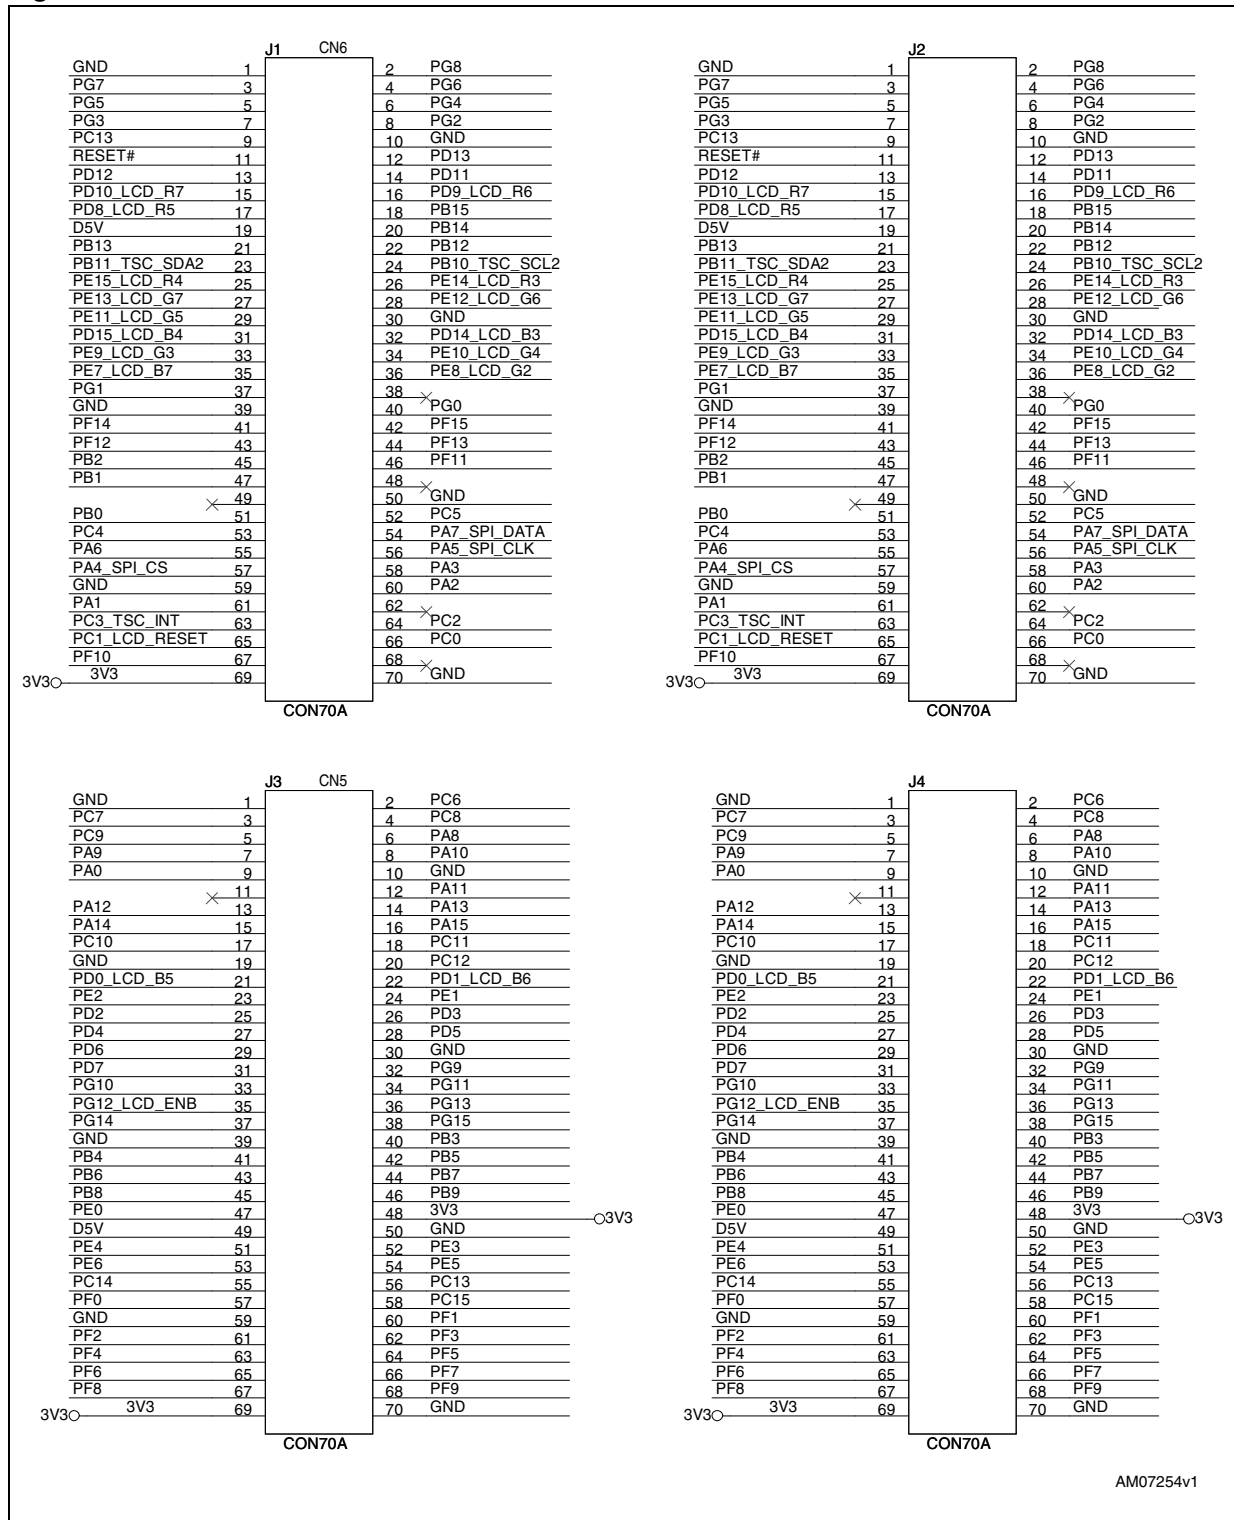 J1 CN6
GND 1 2 PG8
PG7 3 4 PG6
PG5 5 6 PG4
PG3 7 8 PG2
PC13 9 10 GND
RESET# 11 12 PD13
PD12 13 14 PD11
PD10_LCD_R7 15 16 PD9_LCD_R6
PD8_LCD_R5 17 18 PB15
D5V 19 20 PB14
PB13 21 22 PB12
PB11_TSC_SDA2 23 24 PB10_TSC_SCL2
PE15_LCD_R4 25 26 PE14_LCD_R3
PE13_LCD_G7 27 28 PE12_LCD_G6
PE11_LCD_G5 29 30 GND
PD15_LCD_B4 31 32 PD14_LCD_B3
PE9_LCD_G3 33 34 PE10_LCD_G4
PE7_LCD_B7 35 36 PE8_LCD_G2
PG1 37 38
GND 39 40 PG0
PF14 41 42 PF15
PF12 43 44 PF13
PB2 45 46 PF11
PB1 47 48
49 50 GND
PB0 51 52 PC5
PC4 53 54 PA7_SPI_DATA
PA6 55 56 PA5_SPI_CLK
PA4_SPI_CS 57 58 PA3
GND 59 60 PA2
PA1 61 62
PC3_TSC_INT 63 64 PC2
PC1_LCD_RESET 65 66 PC0
PF10 67 68
3V3 3V3 69 70 GND
CON70A
J2
GND 1 2 PG8
PG7 3 4 PG6
PG5 5 6 PG4
PG3 7 8 PG2
PC13 9 10 GND
RESET# 11 12 PD13
PD12 13 14 PD11
PD10_LCD_R7 15 16 PD9_LCD_R6
PD8_LCD_R5 17 18 PB15
D5V 19 20 PB14
PB13 21 22 PB12
PB11_TSC_SDA2 23 24 PB10_TSC_SCL2
PE15_LCD_R4 25 26 PE14_LCD_R3
PE13_LCD_G7 27 28 PE12_LCD_G6
PE11_LCD_G5 29 30 GND
PD15_LCD_B4 31 32 PD14_LCD_B3
PE9_LCD_G3 33 34 PE10_LCD_G4
PE7_LCD_B7 35 36 PE8_LCD_G2
PG1 37 38
GND 39 40 PG0
PF14 41 42 PF15
PF12 43 44 PF13
PB2 45 46 PF11
PB1 47 48
49 50 GND
PB0 51 52 PC5
PC4 53 54 PA7_SPI_DATA
PA6 55 56 PA5_SPI_CLK
PA4_SPI_CS 57 58 PA3
GND 59 60 PA2
PA1 61 62
PC3_TSC_INT 63 64 PC2
PC1_LCD_RESET 65 66 PC0
PF10 67 68
3V3 3V3 69 70 GND
CON70A
J3 CN5
GND 1 2 PC6
PC7 3 4 PC8
PC9 5 6 PA8
PA9 7 8 PA10
PA0 9 10 GND
11 12 PA11
PA12 13 14 PA13
PA14 15 16 PA15
PC10 17 18 PC11
GND 19 20 PC12
PD0_LCD_B5 21 22 PD1_LCD_B6
PE2 23 24 PE1
PD2 25 26 PD3
PD4 27 28 PD5
PD6 29 30 GND
PD7 31 32 PG9
PG10 33 34 PG11
PG12_LCD_ENB 35 36 PG13
PG14 37 38 PG15
GND 39 40 PB3
PB4 41 42 PB5
PB6 43 44 PB7
PB8 45 46 PB9
PE0 47 48 3V3 3V3
D5V 49 50 GND
PE4 51 52 PE3
PE6 53 54 PE5
PC14 55 56 PC13
PF0 57 58 PC15
GND 59 60 PF1
PF2 61 62 PF3
PF4 63 64 PF5
PF6 65 66 PF7
PF8 67 68 PF9
3V3 3V3 69 70 GND
CON70A
J4
GND 1 2 PC6
PC7 3 4 PC8
PC9 5 6 PA8
PA9 7 8 PA10
PA0 9 10 GND
11 12 PA11
PA12 13 14 PA13
PA14 15 16 PA15
PC10 17 18 PC11
GND 19 20 PC12
PD0_LCD_B5 21 22 PD1_LCD_B6
PE2 23 24 PE1
PD2 25 26 PD3
PD4 27 28 PD5
PD6 29 30 GND
PD7 31 32 PG9
PG10 33 34 PG11
PG12_LCD_ENB 35 36 PG13
PG14 37 38 PG15
GND 39 40 PB3
PB4 41 42 PB5
PB6 43 44 PB7
PB8 45 46 PB9
PE0 47 48 3V3 3V3
D5V 49 50 GND
PE4 51 52 PE3
PE6 53 54 PE5
PC14 55 56 PC13
PF0 57 58 PC15
GND 59 60 PF1
PF2 61 62 PF3
PF4 63 64 PF5
PF6 65 66 PF7
PF8 67 68 PF9
3V3 3V3 69 70 GND
CON70A
AM07254v1